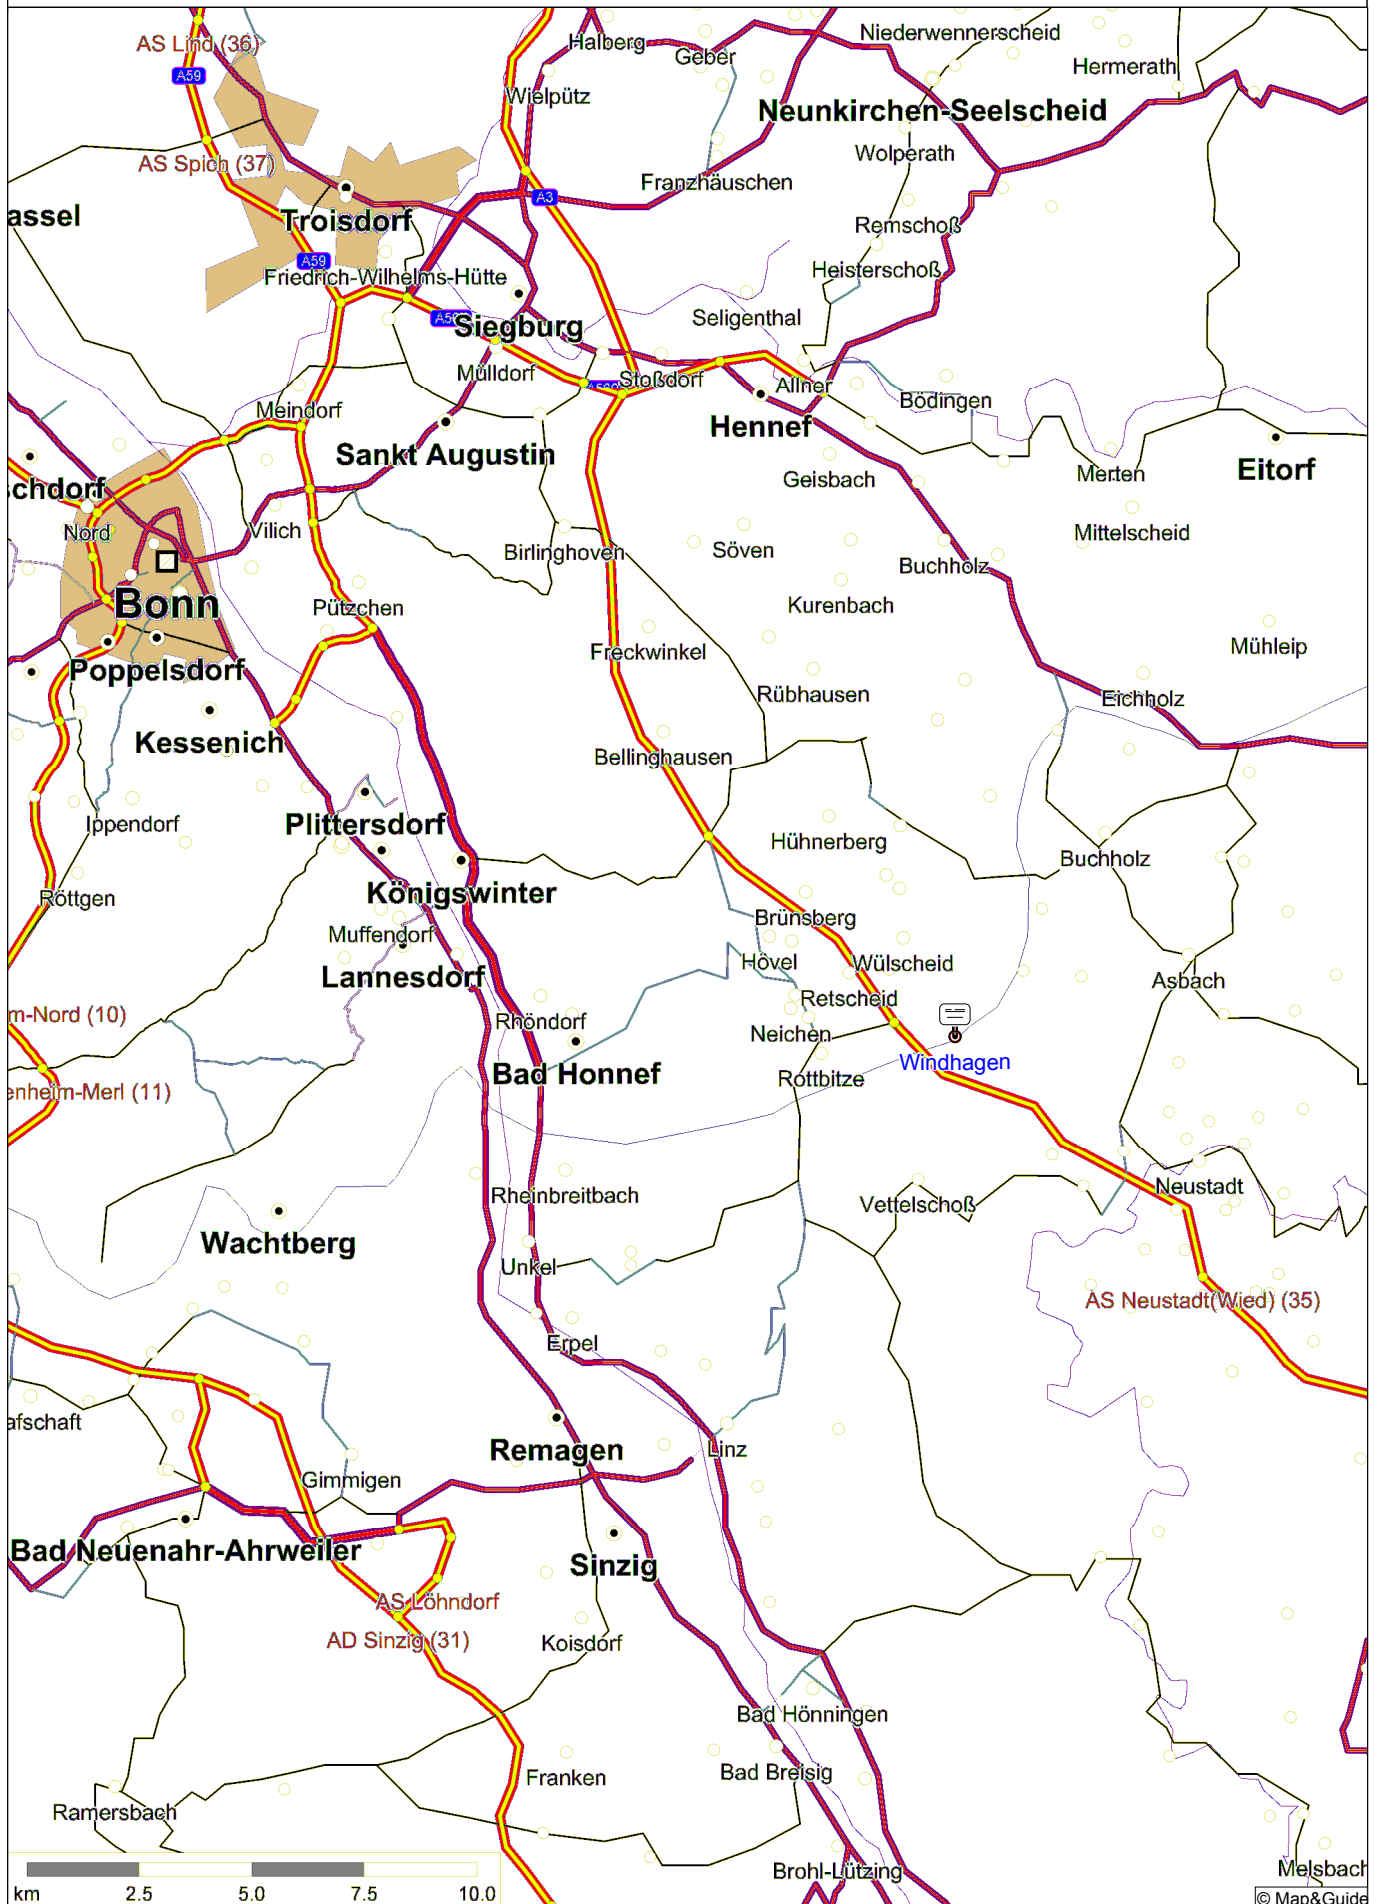 AS Lind (36)
Halberg
Geber
Niederwennerscheid
Hermerath
A59
Wielpütz
Neunkirchen-Seelscheid
AS Spich (37)
Wolperath
Franzhäuschen
A3
assel
Troisdorf
Remschoß
A59
Friedrich-Wilhelms-Hütte
Heisterschoß
Siegburg
Seligenthal
Mülldorf
Stoßdorf
Allner
Bödingen
Meindorf
Hennef
Sankt Augustin
Geisbach
Merten
Eitorf
schdorf
Nord
Vilich
Birlinghoven
Söven
Mittelscheid
Buchholz
Bonn
Pützchen
Kurenbach
Freckwinkel
Mühleip
Poppelsdorf
Rübhausen
Eichholz
Kessenich
Bellinghausen
Ippendorf
Plittersdorf
Hühnerberg
Buchholz
Röttgen
Königswinter
Brünsberg
Muffendorf
Hövel
Wülscheid
Lannesdorf
Asbach
Retscheid
m-Nord (10)
Rhöndorf
Neichen
Windhagen
Bad Honnef
Rottbitze
enheim-Merl (11)
Rheinbreitbach
Neustadt
Vettelschoß
Wachtberg
Unkel
AS Neustadt(Wied) (35)
Erpel
afschaft
Remagen
Linz
Gimmigen
Bad Neuenahr-Ahrweiler
Sinzig
AS Löhndorf
AD Sinzig (31)
Koisdorf
Bad Hönningen
Bad Breisig
Franken
Ramersbach
Brohl-Lützing
Melsbach
km 2.5 5.0 7.5 10.0
© Map&Guide